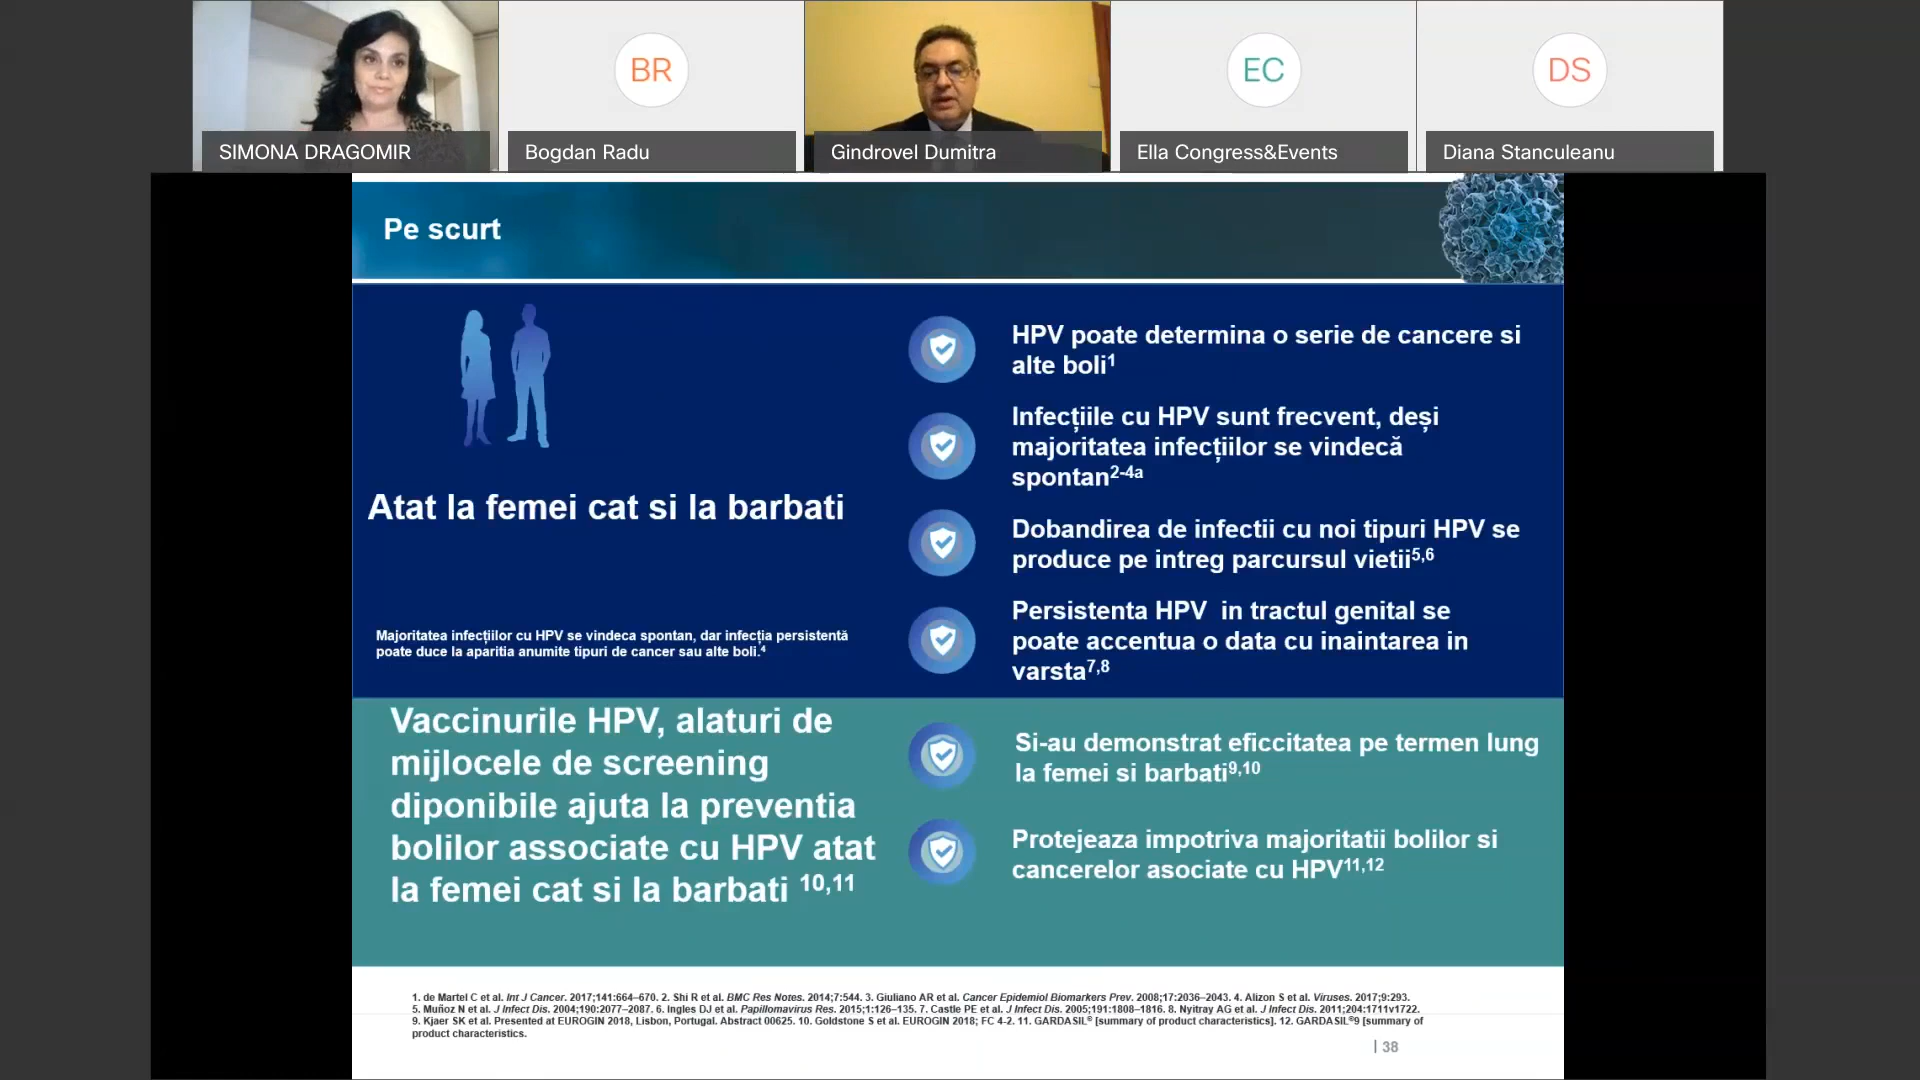 SIMONA DRAGOMIR
BR
Bogdan Radu
Gindrovel Dumitra
EC
Ella Congress&Events
DS
Diana Stanculeanu
Pe scurt
Atat la femei cat si la barbati
Majoritatea infecțiilor cu HPV se vindeca spontan, dar infecția persistentă
poate duce la aparitia anumite tipuri de cancer sau alte boli.⁴
HPV poate determina o serie de cancere si
alte boli¹
Infecțiile cu HPV sunt frecvent, deși
majoritatea infecțiilor se vindecă
spontan²⁻⁴ᵃ
Dobandirea de infectii cu noi tipuri HPV se
produce pe intreg parcursul vietii⁵,⁶
Persistenta HPV in tractul genital se
poate accentua o data cu inaintarea in
varsta⁷,⁸
Vaccinurile HPV, alaturi de
mijlocele de screening
diponibile ajuta la preventia
bolilor associate cu HPV atat
la femei cat si la barbati ¹⁰,¹¹
Si-au demonstrat eficcitatea pe termen lung
la femei si barbati⁹,¹⁰
Protejeaza impotriva majoritatii bolilor si
cancerelor asociate cu HPV¹¹,¹²
1. de Martel C et al. Int J Cancer. 2017;141:664–670. 2. Shi R et al. BMC Res Notes. 2014;7:544. 3. Giuliano AR et al. Cancer Epidemiol Biomarkers Prev. 2008;17:2036–2043. 4. Alizon S et al. Viruses. 2017;9:293.
5. Muñoz N et al. J Infect Dis. 2004;190:2077–2087. 6. Ingles DJ et al. Papillomavirus Res. 2015;1:126–135. 7. Castle PE et al. J Infect Dis. 2005;191:1808–1816. 8. Nyitray AG et al. J Infect Dis. 2011;204:1711v1722.
9. Kjaer SK et al. Presented at EUROGIN 2018, Lisbon, Portugal. Abstract 00625. 10. Goldstone S et al. EUROGIN 2018; FC 4-2. 11. GARDASIL® [summary of product characteristics]. 12. GARDASIL®9 [summary of
product characteristics.
| 38